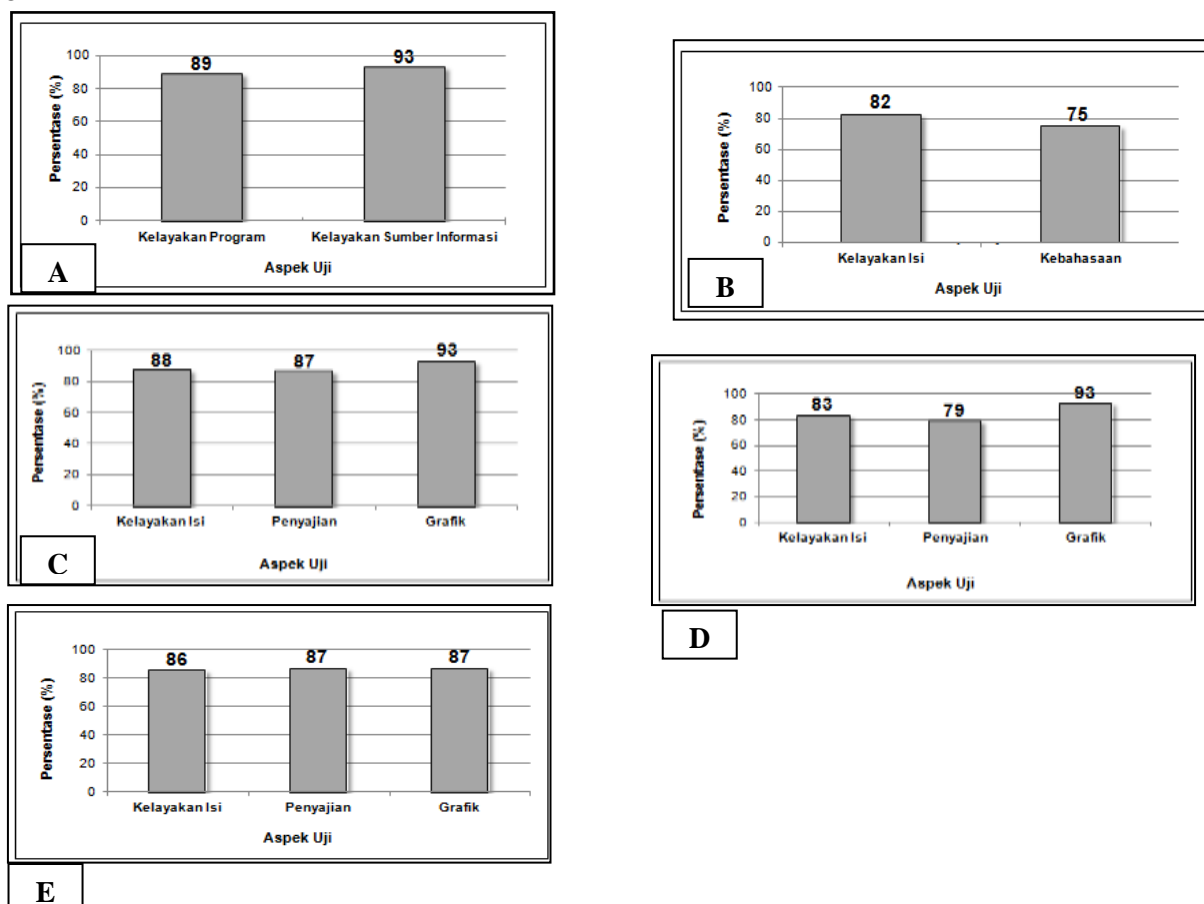 100
89
93
80
60
40
20
0
Persentase (%)
Kelayakan Program Kelayakan Sumber Informasi
Aspek Uji
A
100
82
75
80
60
40
20
0
Persentase (%)
Kelayakan Isi Kebahasaan
Aspek Uji
B
100
88
87
93
80
60
40
20
0
Persentase (%)
Kelayakan Isi Penyajian Grafik
Aspek Uji
C
100
83
79
93
80
60
40
20
0
Persentase (%)
Kelayakan Isi Penyajian Grafik
Aspek Uji
D
100
86
87
87
80
60
40
20
0
Persentase (%)
Kelayakan Isi Penyajian Grafik
Aspek Uji
E